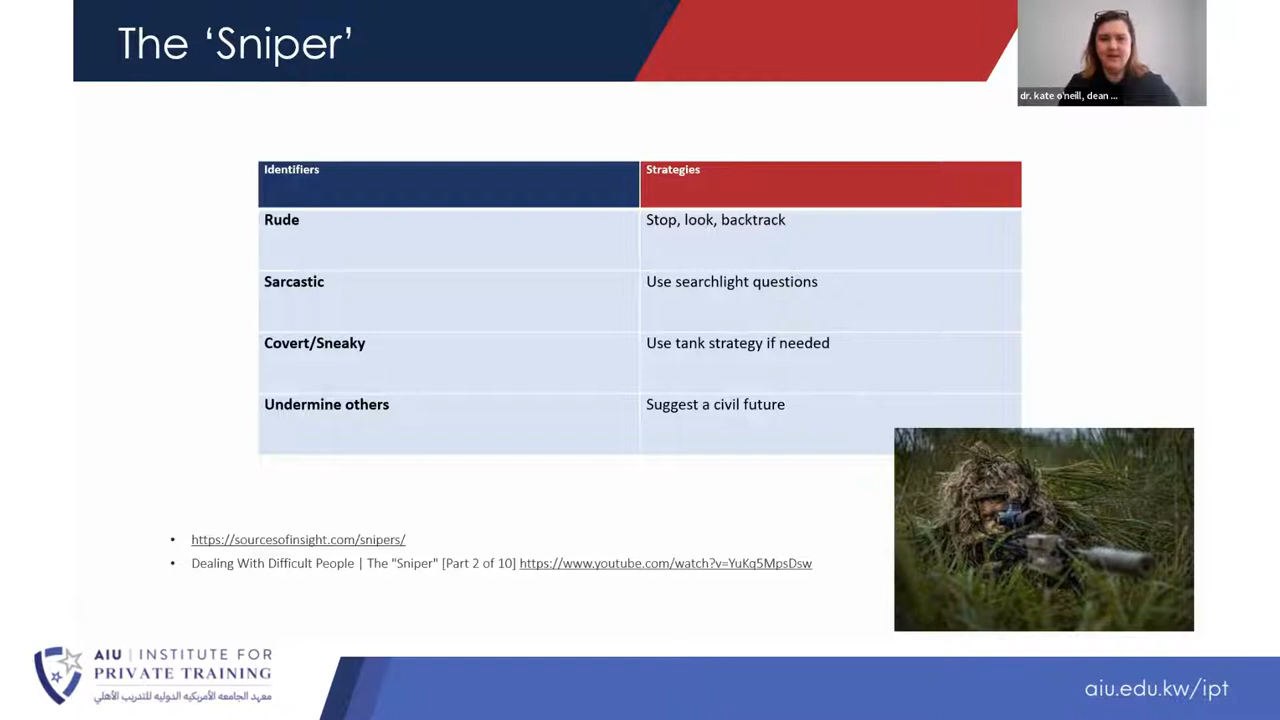 The ‘Sniper’
dr. kate o'neill, dean ...
Identifiers
Strategies
Rude
Stop, look, backtrack
Sarcastic
Use searchlight questions
Covert/Sneaky
Use tank strategy if needed
Undermine others
Suggest a civil future
• https://sourcesofinsight.com/snipers/
• Dealing With Difficult People | The "Sniper" [Part 2 of 10] https://www.youtube.com/watch?v=YuKq5MpsDsw
AIU | INSTITUTE FOR
PRIVATE TRAINING
معهد الجامعة الأمريكية الدولية للتدريب الأهلي
aiu.edu.kw/ipt